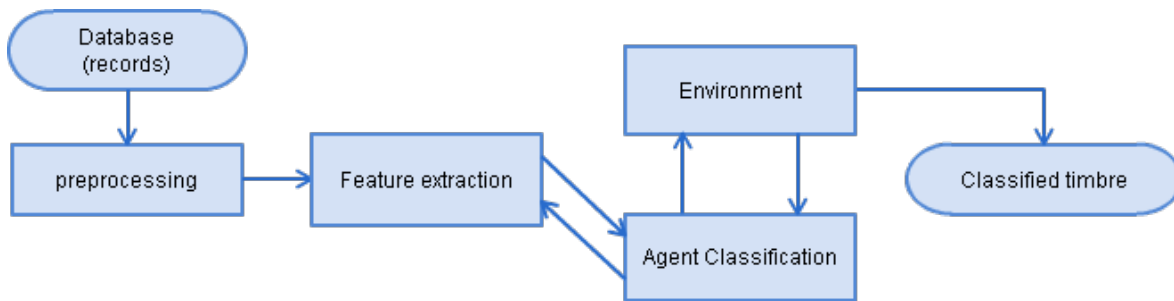 Database
(records)
preprocessing
Feature extraction
Environment
Agent Classification
Classified timbre